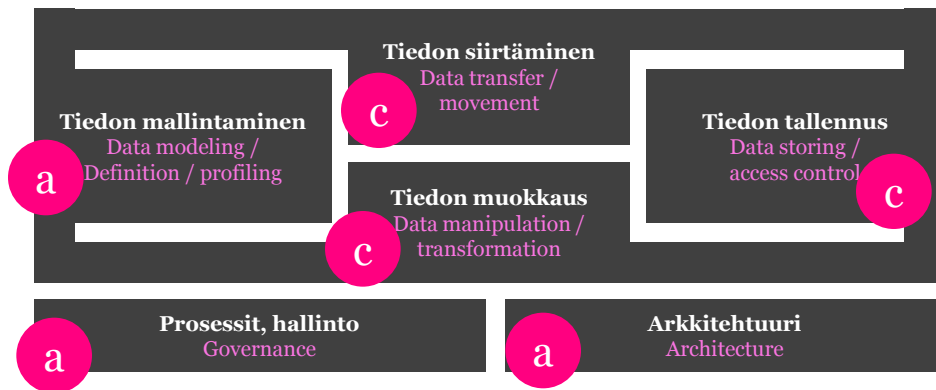 Tiedon siirtäminen
Data transfer /
movement
c
Tiedon mallintaminen
Data modeling /
Definition / profiling
a
Tiedon tallennus
Data storing /
access control
c
Tiedon muokkaus
Data manipulation /
transformation
c
Prosessit, hallinto
Governance
a
Arkkitehtuuri
Architecture
a